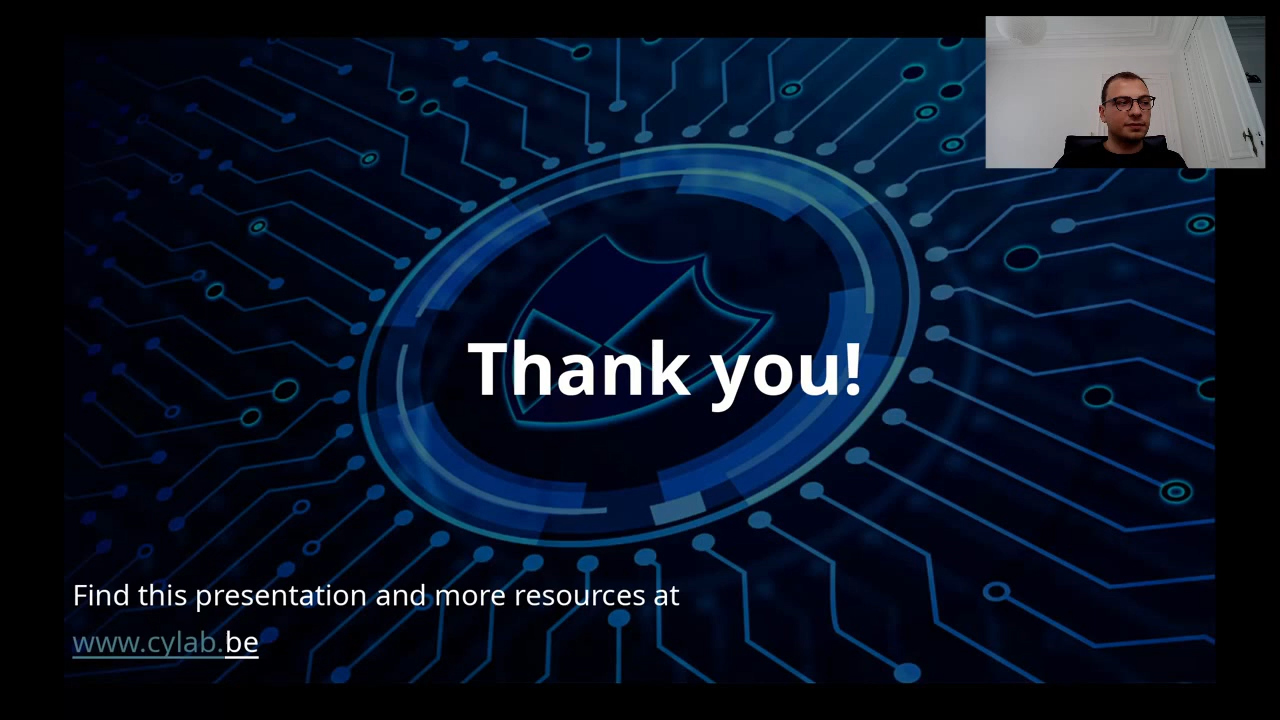 Thank you!
Find this presentation and more resources at
www.cylab.be